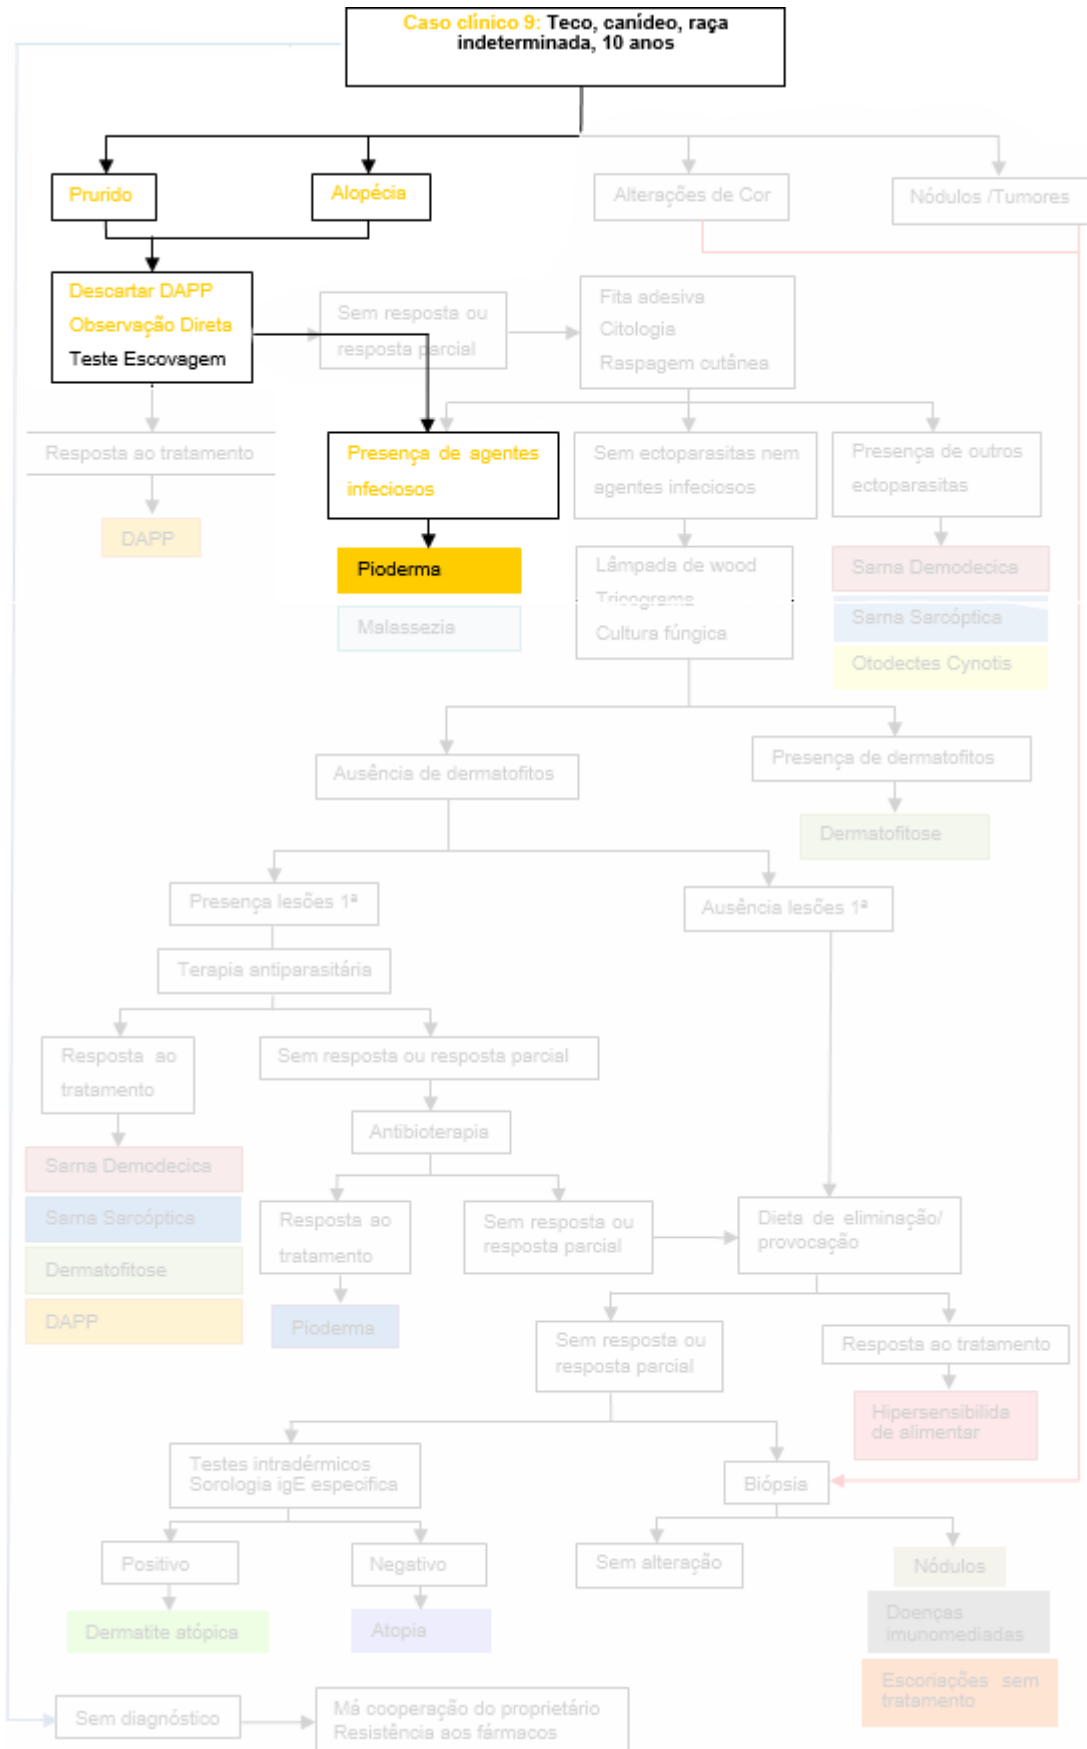 Caso clínico 9: Teco, canídeo, raça
indeterminada, 10 anos
Prurido
Alopécia
Alterações de Cor
Nódulos /Tumores
Descartar DAPP
Observação Direta
Teste Escovagem
Sem resposta ou
resposta parcial
Fita adesiva
Citologia
Raspagem cutânea
Resposta ao tratamento
DAPP
Presença de agentes
infeciosos
Sem ectoparasitas nem
agentes infeciosos
Presença de outros
ectoparasitas
Pioderma
Malassezia
Lâmpada de wood
Tricograma
Cultura fúngica
Sarna Demodecica
Sarna Sarcóptica
Otodectes Cynotis
Ausência de dermatofitos
Presença de dermatofitos
Dermatofitose
Presença lesões 1ª
Ausência lesões 1ª
Terapia antiparasitária
Resposta ao
tratamento
Sem resposta ou resposta parcial
Antibioterapia
Sarna Demodecica
Sarna Sarcóptica
Dermatofitose
DAPP
Resposta ao
tratamento
Sem resposta ou
resposta parcial
Dieta de eliminação/
provocação
Pioderma
Sem resposta ou
resposta parcial
Resposta ao tratamento
Hipersensibilida
de alimentar
Testes intradérmicos
Sorologia igE especifica
Biópsia
Positivo
Negativo
Sem alteração
Nódulos
Dermatite atópica
Atopia
Doenças
imunomediadas
Escoriações sem
tratamento
Sem diagnóstico
Má cooperação do proprietário
Resistência aos fármacos